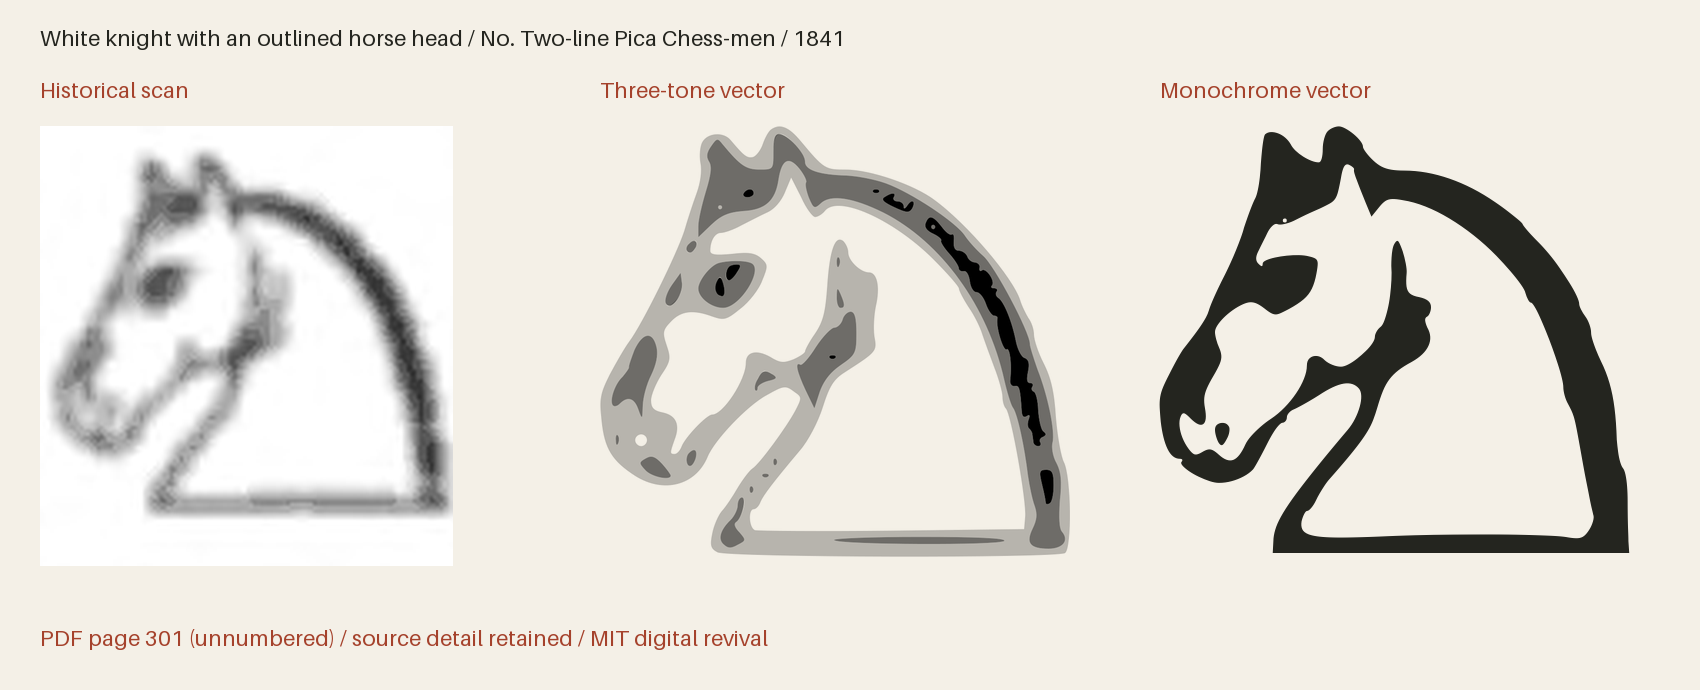 White knight with an outlined horse head / No. Two-line Pica Chess-men / 1841
Historical scan
Three-tone vector
Monochrome vector
PDF page 301 (unnumbered) / source detail retained / MIT digital revival